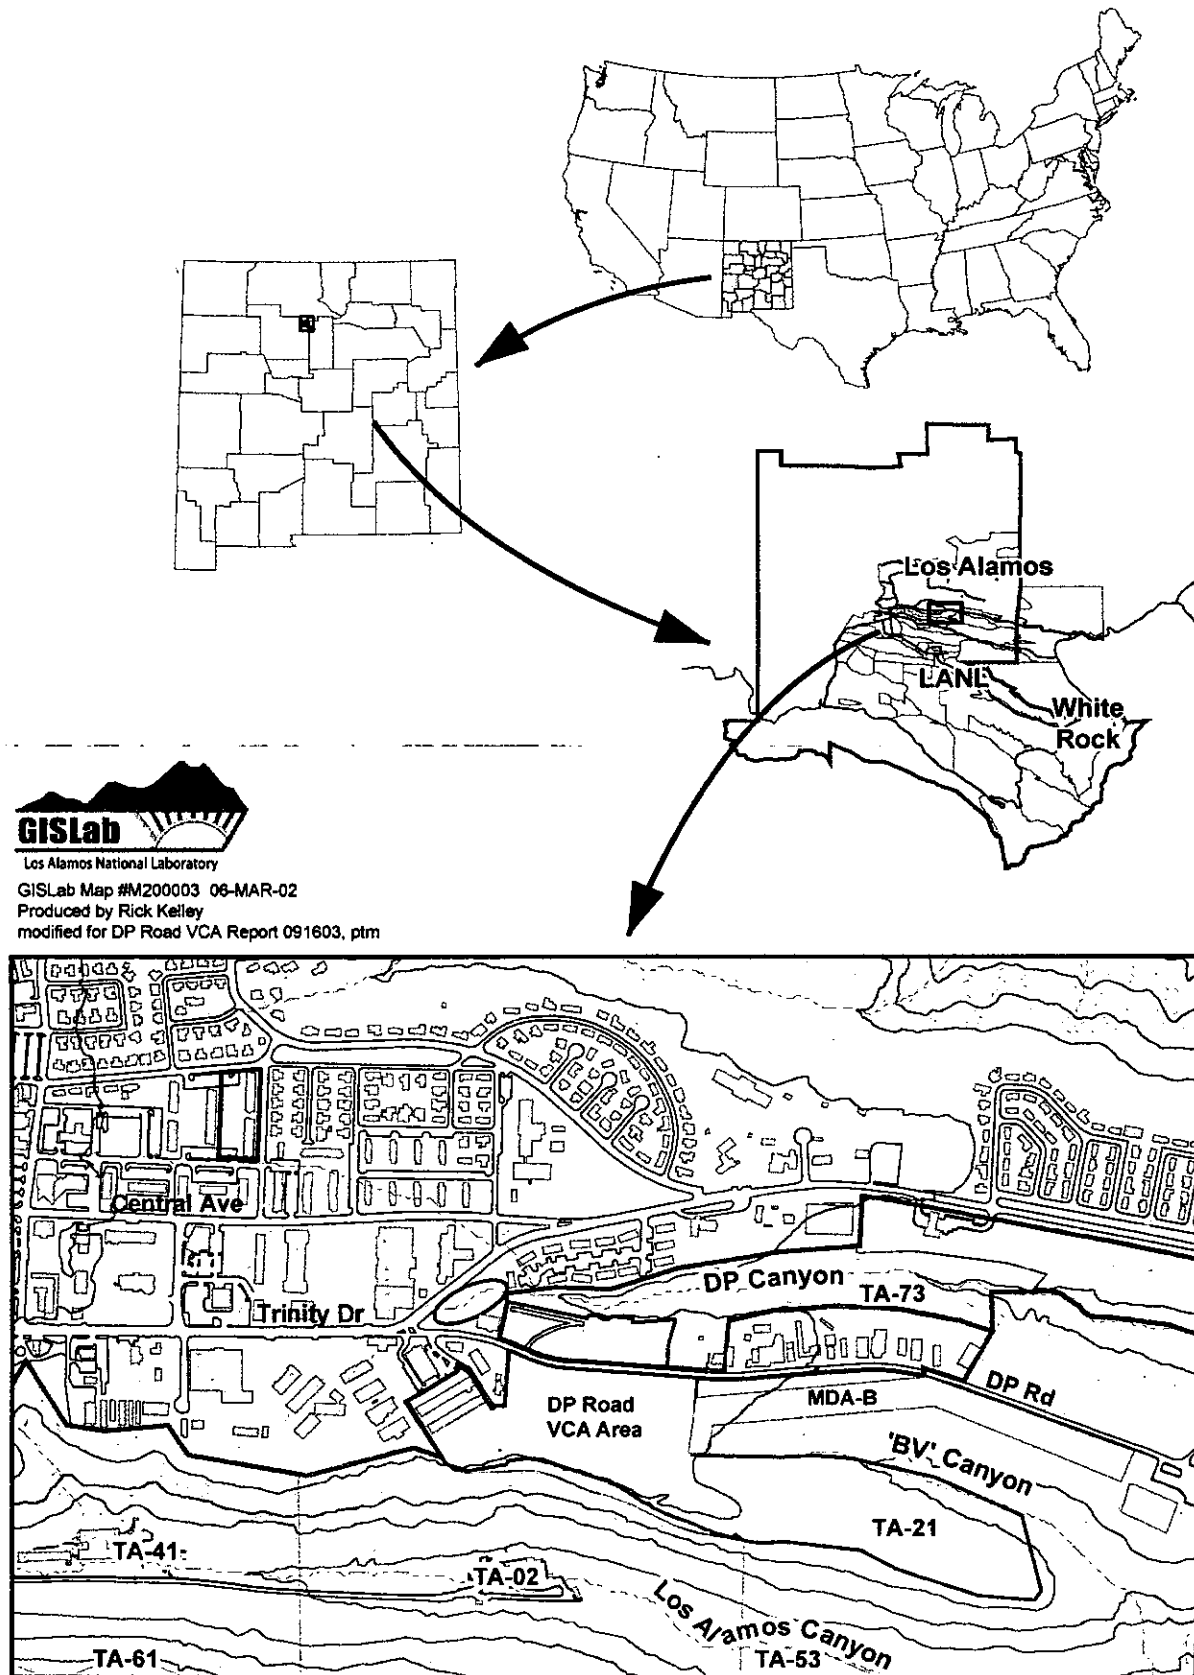 Los Alamos
LANL
White
Rock
GISLab
Los Alamos National Laboratory
GISLab Map #M200003 06-MAR-02
Produced by Rick Kelley
modified for DP Road VCA Report 091603, ptm
Central Ave
DP Canyon
TA-73
Trinity Dr
DP Rd
DP Road
VCA Area
MDA-B
'BV' Canyon
TA-21
TA-41
TA-02
Los Alamos Canyon
TA-53
TA-61